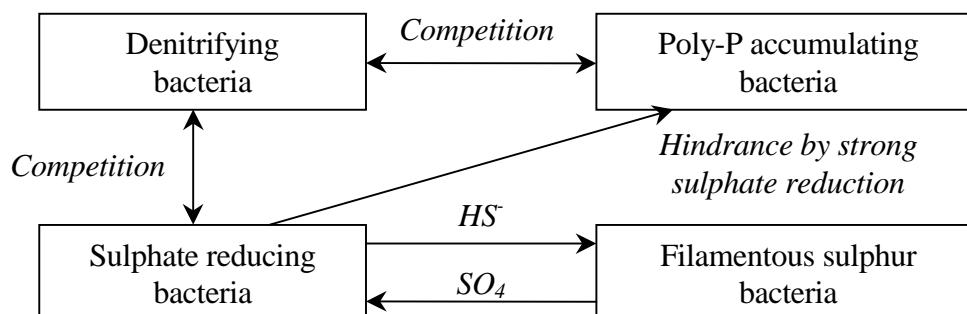 Denitrifying
bacteria
Competition
Poly-P accumulating
bacteria
Competition
Hindrance by strong
sulphate reduction
Sulphate reducing
bacteria
HS-
SO4
Filamentous sulphur
bacteria